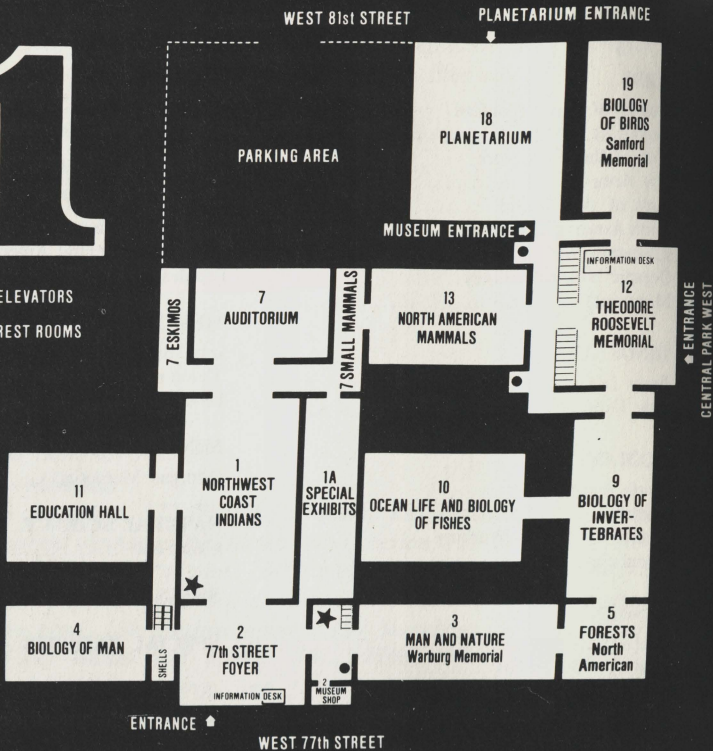 WEST 81st STREET
PLANETARIUM ENTRANCE
1
19
BIOLOGY
OF BIRDS
Sanford
Memorial
18
PLANETARIUM
PARKING AREA
MUSEUM ENTRANCE
INFORMATION DESK
ELEVATORS
REST ROOMS
7 ESKIMOS
7
AUDITORIUM
7 SMALL MAMMALS
13
NORTH AMERICAN
MAMMALS
12
THEODORE
ROOSEVELT
MEMORIAL
ENTRANCE
CENTRAL PARK WEST
11
EDUCATION HALL
1
NORTHWEST
COAST
INDIANS
1A
SPECIAL
EXHIBITS
10
OCEAN LIFE AND BIOLOGY
OF FISHES
9
BIOLOGY OF
INVER-
TEBRATES
4
BIOLOGY OF MAN
SHELLS
2
77th STREET
FOYER
INFORMATION DESK
2
MUSEUM
SHOP
3
MAN AND NATURE
Warburg Memorial
5
FORESTS
North
American
ENTRANCE
WEST 77th STREET